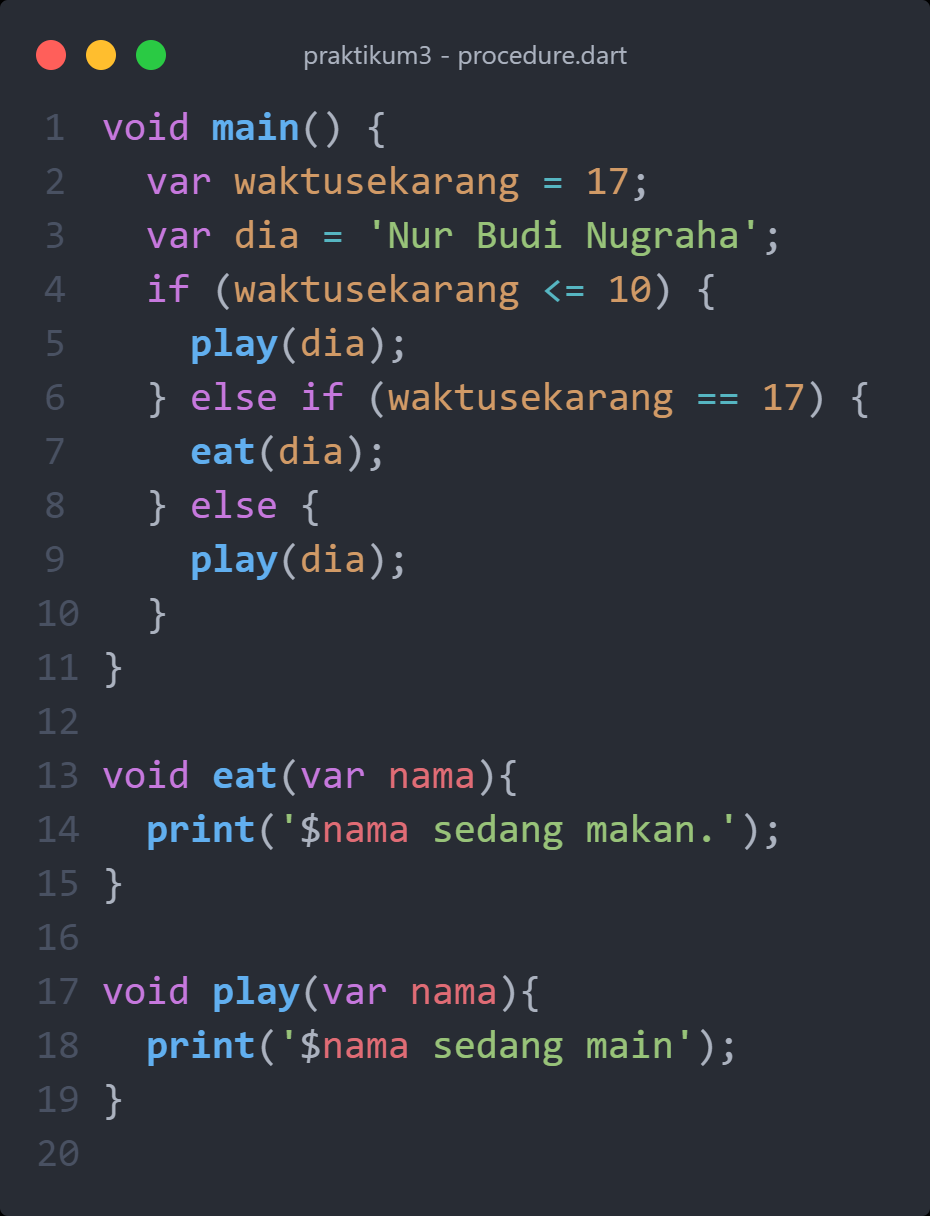 praktikum3 - procedure.dart
1 void main() {
2   var waktusekarang = 17;
3   var dia = 'Nur Budi Nugraha';
4   if (waktusekarang <= 10) {
5     play(dia);
6   } else if (waktusekarang == 17) {
7     eat(dia);
8   } else {
9     play(dia);
10   }
11 }
12
13 void eat(var nama){
14   print('$nama sedang makan.');
15 }
16
17 void play(var nama){
18   print('$nama sedang main');
19 }
20